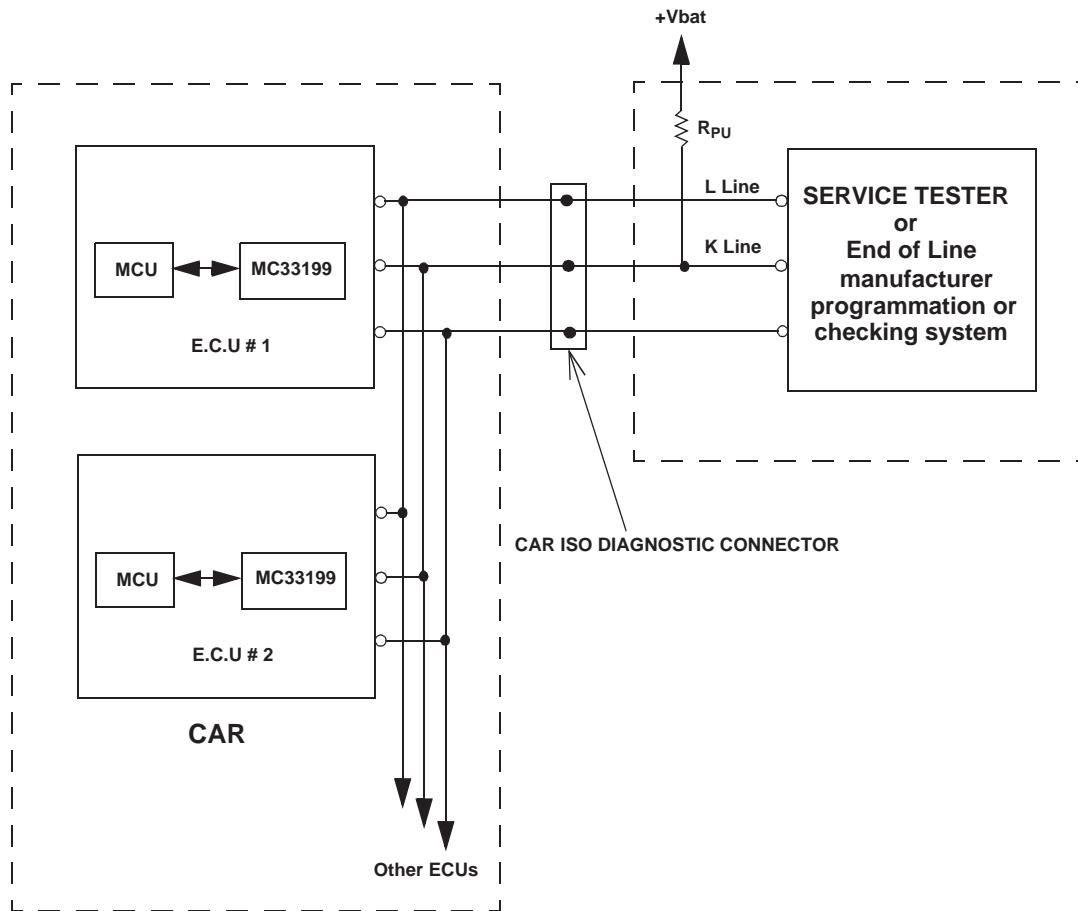 +Vbat
RPU
L Line
SERVICE TESTER
or
End of Line
manufacturer
programmation or
checking system
K Line
MCU
MC33199
E.C.U # 1
CAR ISO DIAGNOSTIC CONNECTOR
MCU
MC33199
E.C.U # 2
CAR
Other ECUs